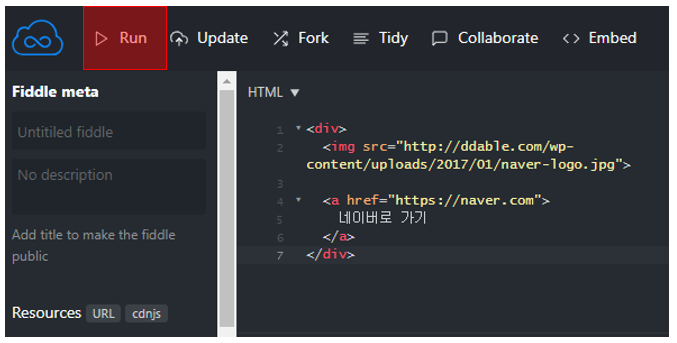 Run Update Fork Tidy Collaborate <> Embed
Fiddle meta
Untitiled fiddle
No description
Add title to make the fiddle
public
Resources URL cdnjs
HTML ▼
1 <div>
2 <img src="http://ddable.com/wp-
content/uploads/2017/01/naver-logo.jpg">
3
4 <a href="https://naver.com">
5 네이버로 가기
6 </a>
7 </div>